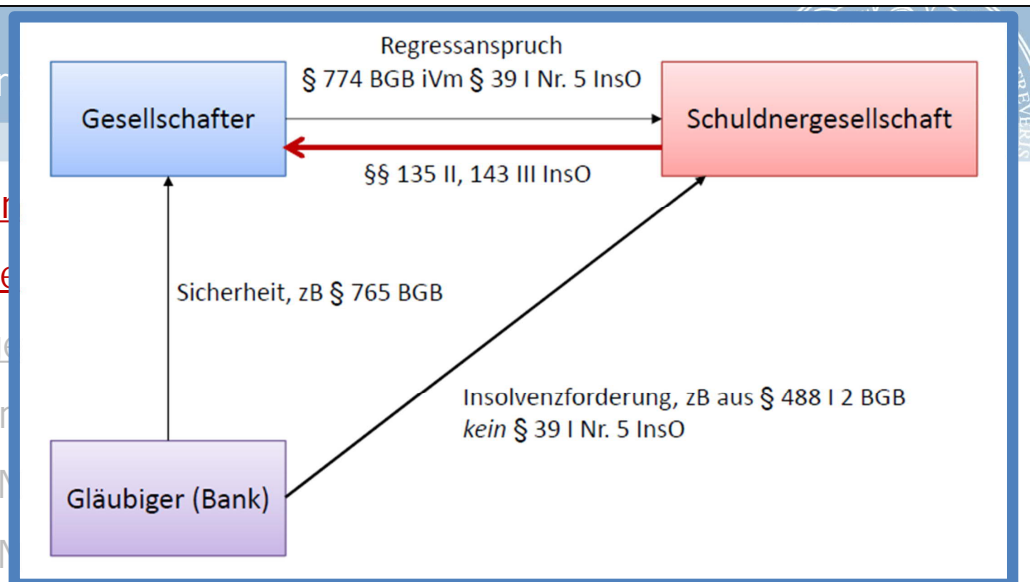 Regressanspruch
§ 774 BGB iVm § 39 I Nr. 5 InsO
Gesellschafter
Schuldnergesellschaft
§§ 135 II, 143 III InsO
Sicherheit, zB § 765 BGB
Insolvenzforderung, zB aus § 488 I 2 BGB
kein § 39 I Nr. 5 InsO
Gläubiger (Bank)